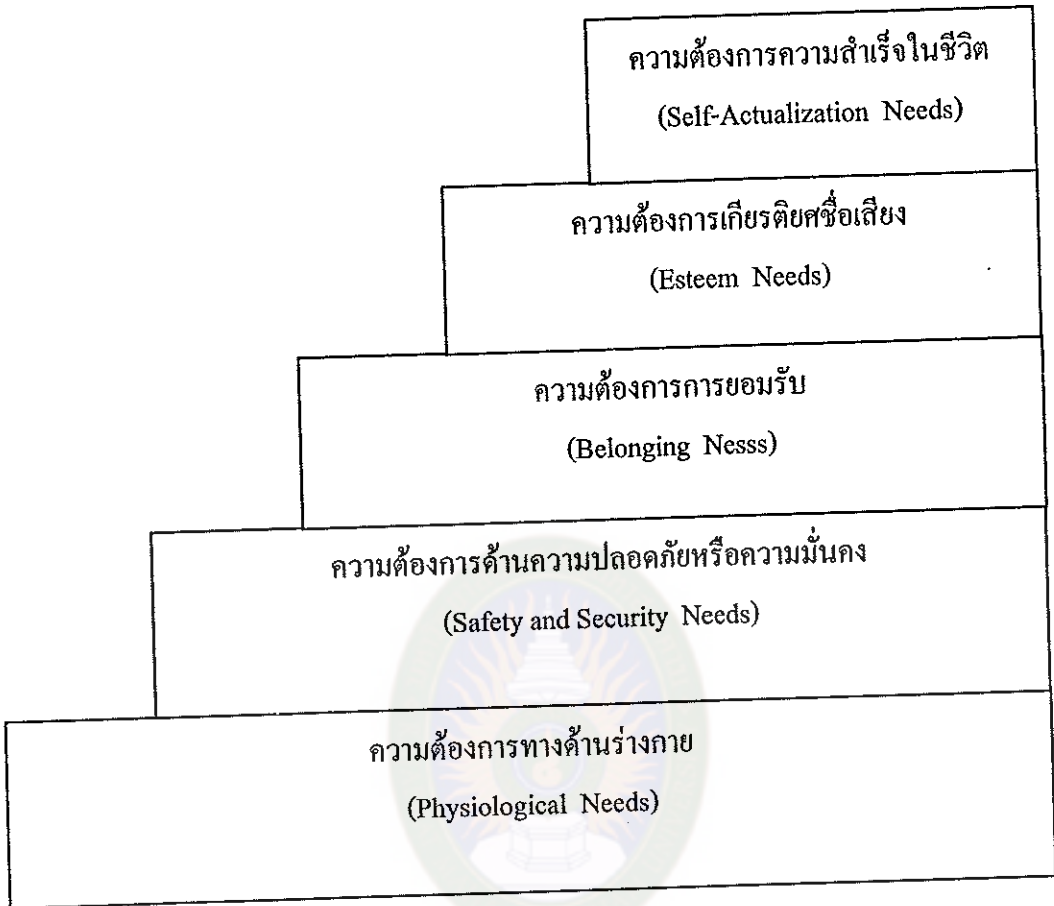 ความต้องการความสำเร็จในชีวิต
(Self-Actualization Needs)
ความต้องการเกียรติยศชื่อเสียง
(Esteem Needs)
ความต้องการการยอมรับ
(Belonging Nesss)
ความต้องการด้านความปลอดภัยหรือความมั่นคง
(Safety and Security Needs)
ความต้องการทางด้านร่างกาย
(Physiological Needs)